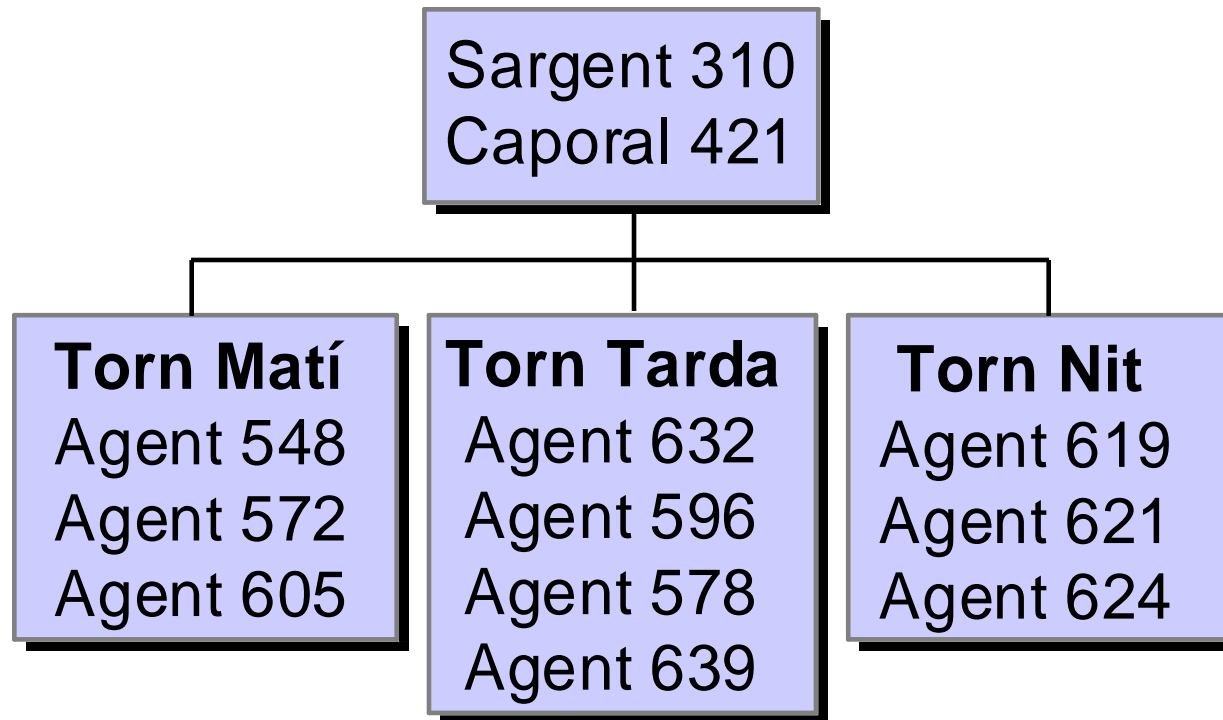 Sargent 310
Caporal 421
Torn Matí
Agent 548
Agent 572
Agent 605
Torn Tarda
Agent 632
Agent 596
Agent 578
Agent 639
Torn Nit
Agent 619
Agent 621
Agent 624